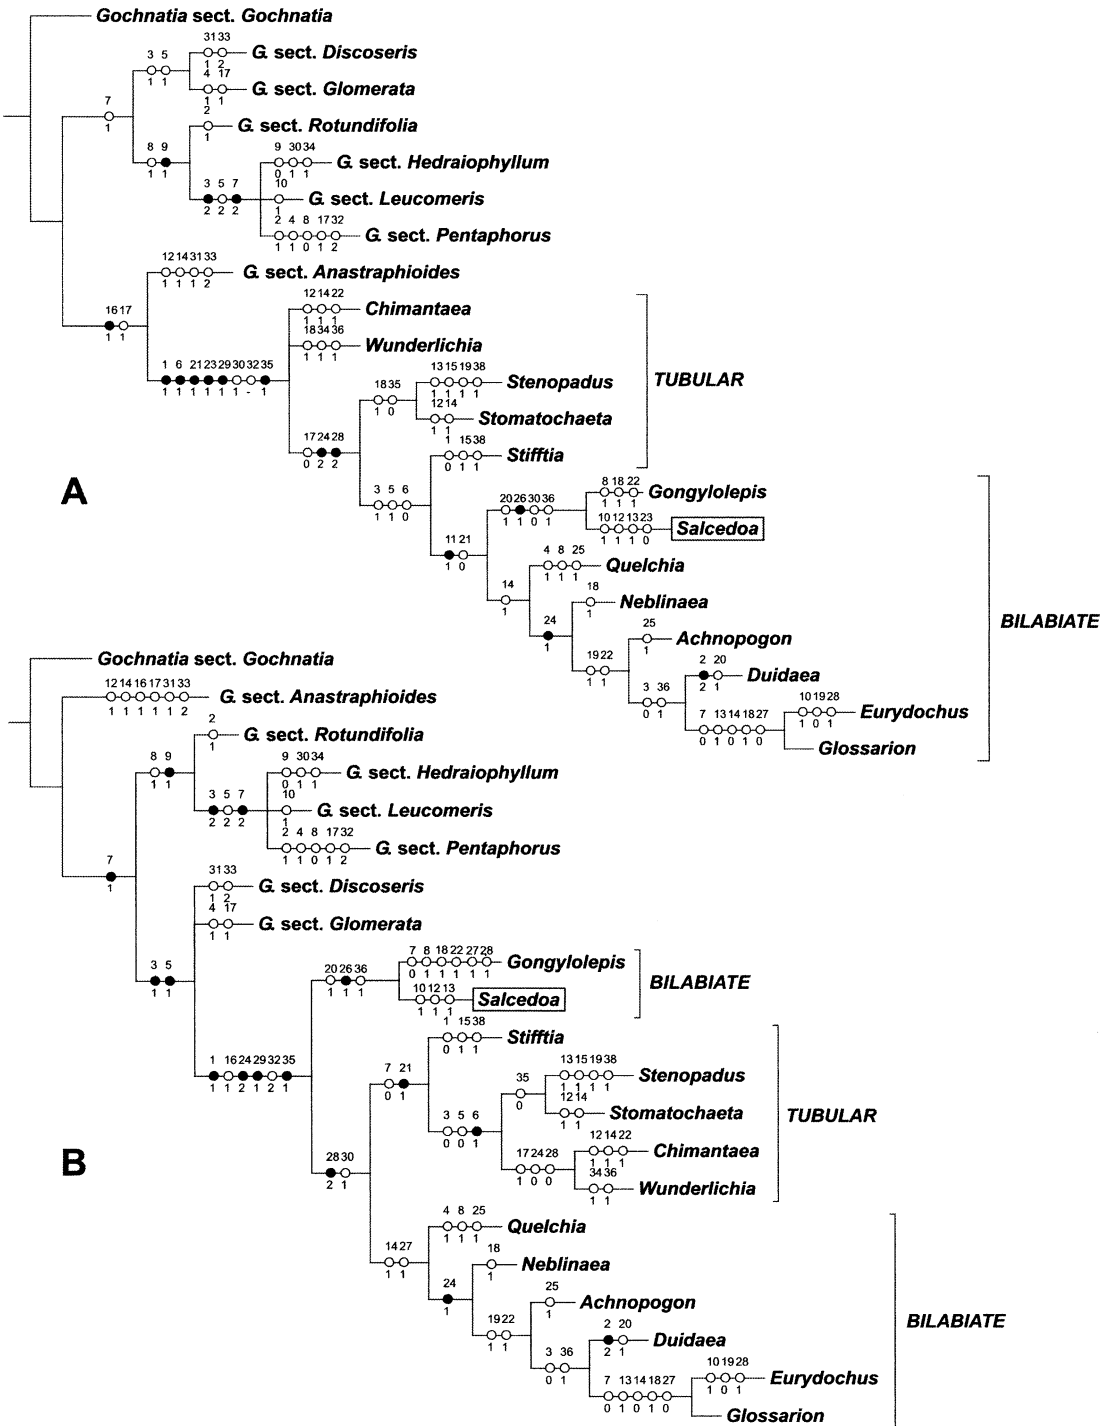 Gochnatia sect. Gochnatia
31 33
G. sect. Discoseris
1 2
3 5
1 1
4 17
G. sect. Glomerata
1 1
7
1
2
G. sect. Rotundifolia
1
8 9
1 1
9 30 34
G. sect. Hedraiophyllum
0 1 1
3 5 7
2 2 2
10
G. sect. Leucomeris
1
2 4 8 17 32
G. sect. Pentaphorus
1 1 0 1 2
12 14 31 33
G. sect. Anastraphioides
1 1 1 2
16 17
1 1
12 14 22
Chimantaea
1 1 1
18 34 36
Wunderlichia
1 1 1
1 6 21 23 29 30 32 35
1 1 1 1 1 1 - 1
TUBULAR
13 15 19 38
Stenopadus
1 1 1 1
18 35
1 0
12 14
Stomatochaeta
1 1
17 24 28
0 2 2
1 15 38
Stifftia
0 1 1
3 5 6
1 1 0
A
8 18 22
Gongylolepis
1 1 1
20 26 30 36
1 1 0 1
10 12 13 23
Salcedoa
1 1 1 0
11 21
1 0
4 8 25
Quelchia
1 1 1
14
1
18
Neblinaea
1
BILABIATE
24
1
25
Achnopogon
1
19 22
1 1
2 20
Duidaea
2 1
3 36
0 1
10 19 28
Eurydochus
1 0 1
7 13 14 18 27
0 1 0 1 0
Glossarion
Gochnatia sect. Gochnatia
12 14 16 17 31 33
G. sect. Anastraphioides
1 1 1 1 1 2
2
G. sect. Rotundifolia
1
8 9
1 1
9 30 34
G. sect. Hedraiophyllum
0 1 1
3 5 7
2 2 2
10
G. sect. Leucomeris
1
2 4 8 17 32
G. sect. Pentaphorus
1 1 0 1 2
7
1
31 33
G. sect. Discoseris
1 2
4 17
G. sect. Glomerata
1 1
3 5
1 1
7 8 18 22 27 28
Gongylolepis
0 1 1 1 1 1
20 26 36
1 1 1
BILABIATE
10 12 13
Salcedoa
1 1 1
1 15 38
Stifftia
0 1 1
1 16 24 29 32 35
1 1 2 1 2 1
7 21
0 1
13 15 19 38
Stenopadus
1 1 1 1
35
0
12 14
Stomatochaeta
1 1
TUBULAR
3 5 6
0 0 1
12 14 22
Chimantaea
1 1 1
17 24 28
1 0 0
34 36
Wunderlichia
1 1
B
28 30
2 1
4 8 25
Quelchia
1 1 1
14 27
1 1
18
Neblinaea
1
24
1
25
Achnopogon
1
BILABIATE
19 22
1 1
2 20
Duidaea
2 1
3 36
0 1
10 19 28
Eurydochus
1 0 1
7 13 14 18 27
0 1 0 1 0
Glossarion